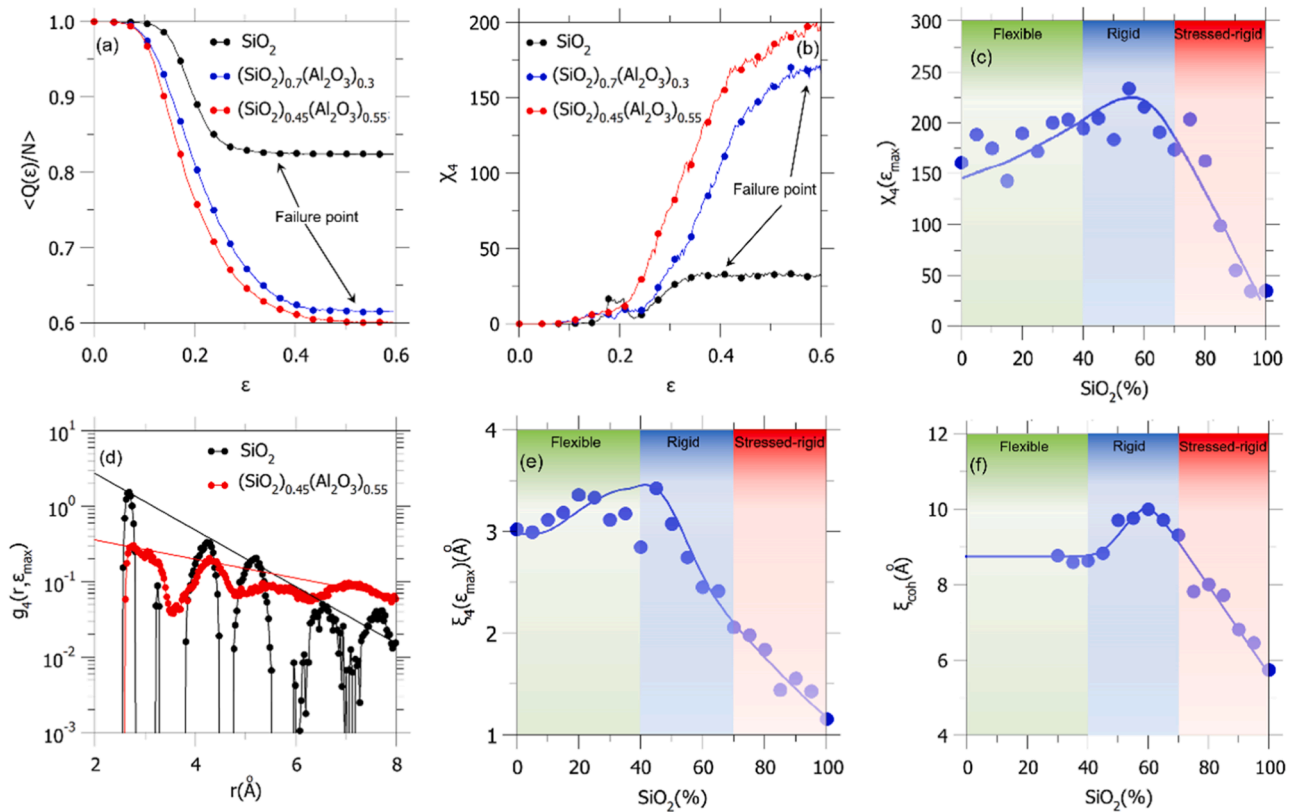 (a)
SiO2
(SiO2)0.7(Al2O3)0.3
(SiO2)0.45(Al2O3)0.55
Failure point
<Q(ε)/N>
1.0
0.9
0.8
0.7
0.6
0.0 0.2 0.4 0.6
ε
(b)
SiO2
(SiO2)0.7(Al2O3)0.3
(SiO2)0.45(Al2O3)0.55
Failure point
χ4
200
150
100
50
0
0.0 0.2 0.4 0.6
ε
(c)
Flexible Rigid Stressed-rigid
χ4(εmax)
300
250
200
150
100
50
0
0 20 40 60 80 100
SiO2(%)
(d)
SiO2
(SiO2)0.45(Al2O3)0.55
g4(r, εmax)
10^1
10^0
10^-1
10^-2
10^-3
2 4 6 8
r(Å)
(e)
Flexible Rigid Stressed-rigid
ξ4(εmax)(Å)
4
3
2
1
0 20 40 60 80 100
SiO2(%)
(f)
Flexible Rigid Stressed-rigid
ξcoh(Å)
12
10
8
6
4
0 20 40 60 80 100
SiO2(%)